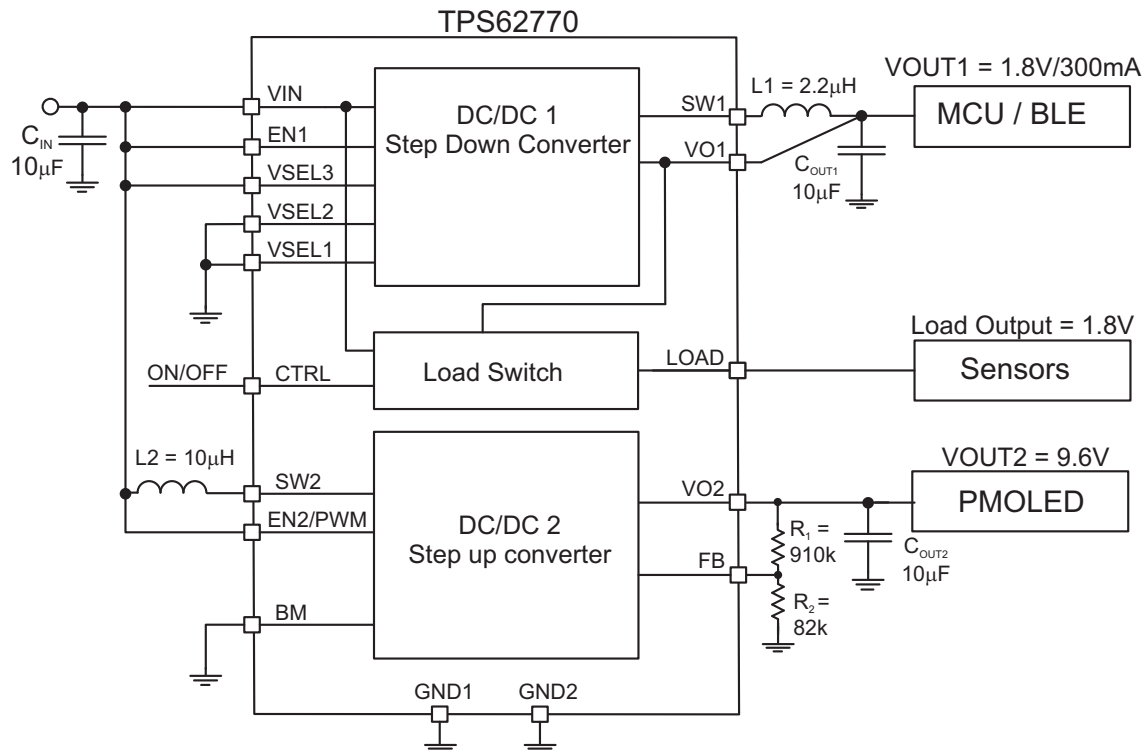 TPS62770
VIN
EN1
VSEL3
VSEL2
VSEL1
C_IN
10μF
DC/DC 1
Step Down Converter
SW1
VO1
L1 = 2.2μH
VOUT1 = 1.8V/300mA
MCU / BLE
C_OUT1
10μF
ON/OFF
CTRL
Load Switch
LOAD
Load Output = 1.8V
Sensors
L2 = 10μH
SW2
EN2/PWM
BM
DC/DC 2
Step up converter
VO2
FB
VOUT2 = 9.6V
PMOLED
R_1 =
910k
C_OUT2
10μF
R_2 =
82k
GND1
GND2